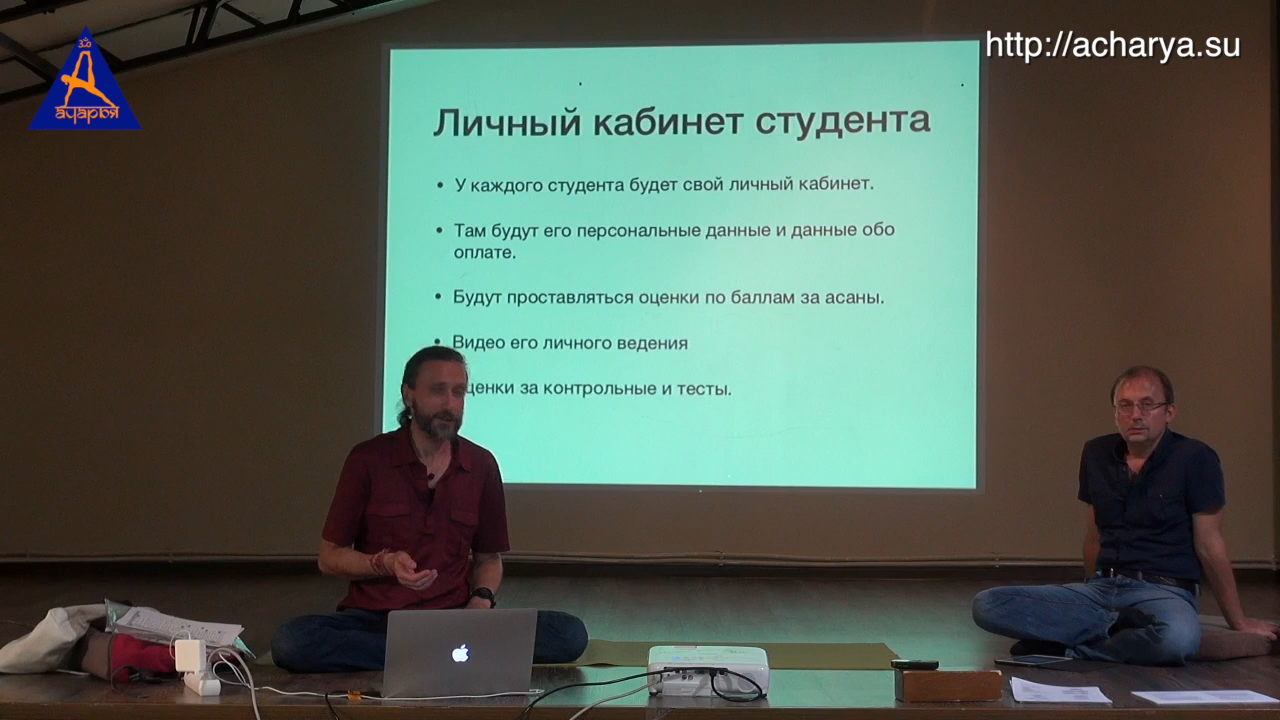 ॐ
ачарья
http://acharya.su
Личный кабинет студента
• У каждого студента будет свой личный кабинет.
• Там будут его персональные данные и данные обо
оплате.
• Будут проставляться оценки по баллам за асаны.
• Видео его личного ведения
ценки за контрольные и тесты.